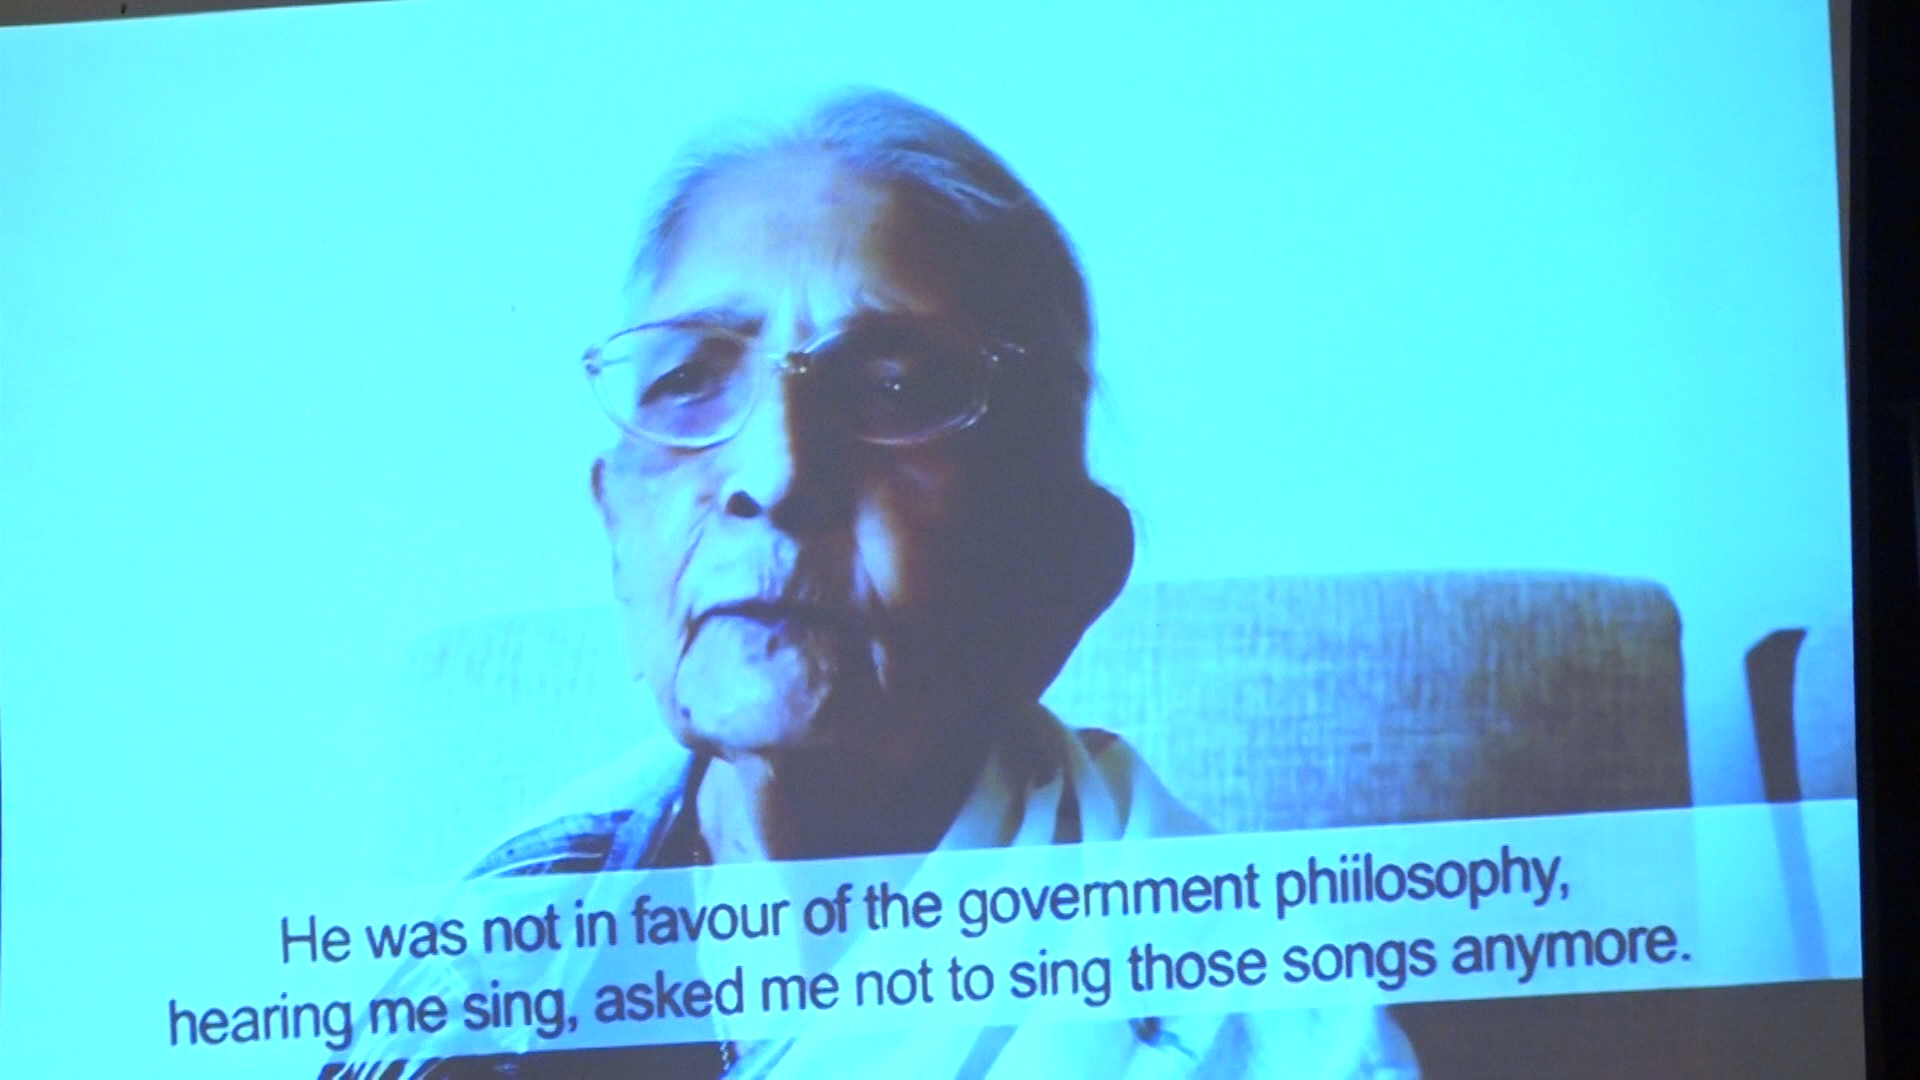 He was not in favour of the government phiilosophy,
hearing me sing, asked me not to sing those songs anymore.